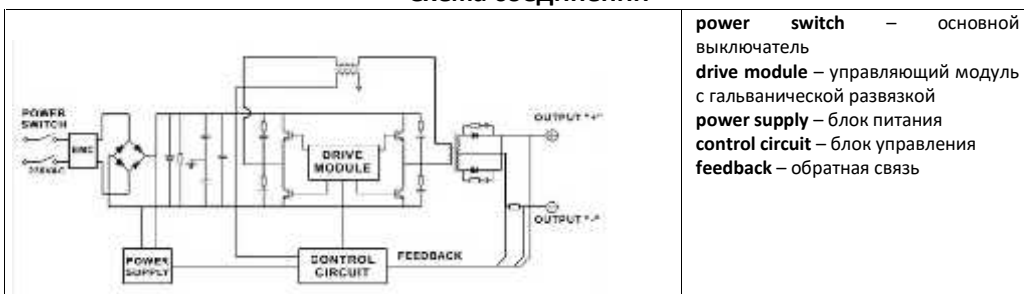 POWER
SWITCH
EMC
DRIVE
MODULE
OUTPUT "+"
OUTPUT "-"
POWER
SUPPLY
CONTROL
CIRCUIT
FEEDBACK
power switch – основной
выключатель
drive module – управляющий модуль
с гальванической развязкой
power supply – блок питания
control circuit – блок управления
feedback – обратная связь